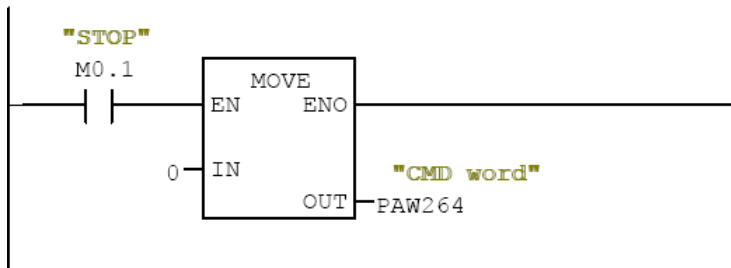 "STOP"
M0.1
MOVE
EN ENO
0 IN
"CMD word"
OUT PAW264